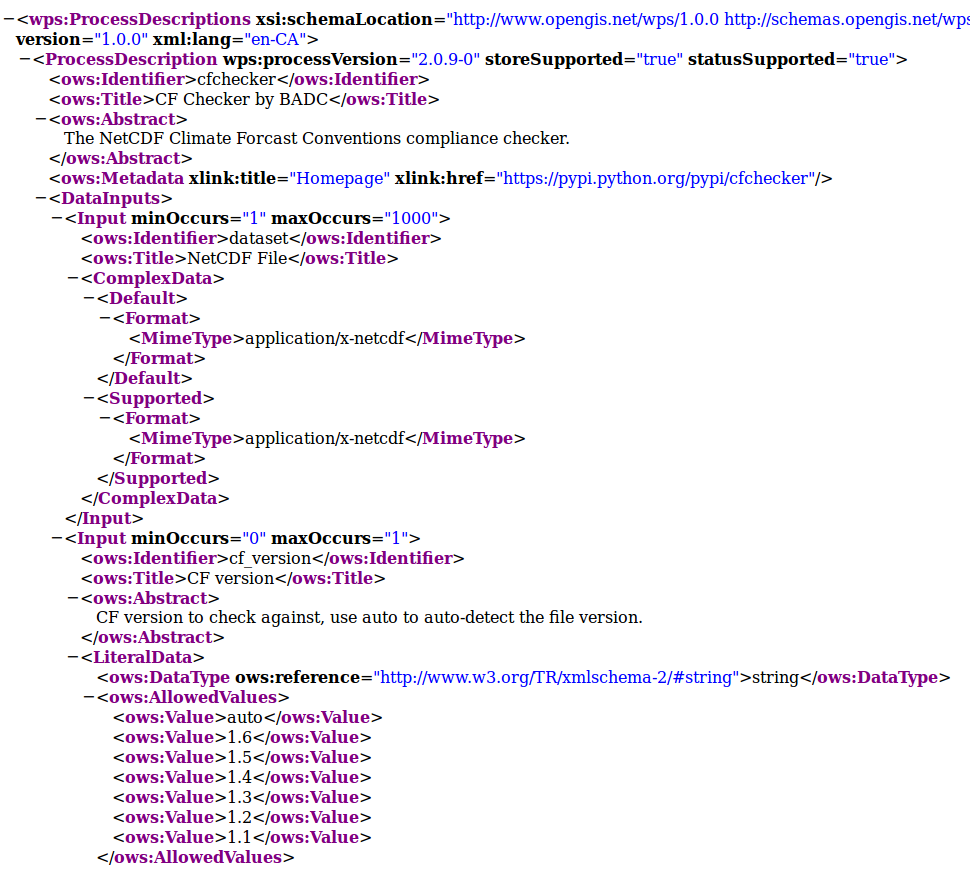 −<wps:ProcessDescriptions xsi:schemaLocation="http://www.opengis.net/wps/1.0.0 http://schemas.opengis.net/wps
version="1.0.0" xml:lang="en-CA">
−<ProcessDescription wps:processVersion="2.0.9-0" storeSupported="true" statusSupported="true">
<ows:Identifier>cfchecker</ows:Identifier>
<ows:Title>CF Checker by BADC</ows:Title>
−<ows:Abstract>
The NetCDF Climate Forcast Conventions compliance checker.
</ows:Abstract>
<ows:Metadata xlink:title="Homepage" xlink:href="https://pypi.python.org/pypi/cfchecker"/>
−<DataInputs>
−<Input minOccurs="1" maxOccurs="1000">
<ows:Identifier>dataset</ows:Identifier>
<ows:Title>NetCDF File</ows:Title>
−<ComplexData>
−<Default>
−<Format>
<MimeType>application/x-netcdf</MimeType>
</Format>
</Default>
−<Supported>
−<Format>
<MimeType>application/x-netcdf</MimeType>
</Format>
</Supported>
</ComplexData>
</Input>
−<Input minOccurs="0" maxOccurs="1">
<ows:Identifier>cf_version</ows:Identifier>
<ows:Title>CF version</ows:Title>
−<ows:Abstract>
CF version to check against, use auto to auto-detect the file version.
</ows:Abstract>
−<LiteralData>
<ows:DataType ows:reference="http://www.w3.org/TR/xmlschema-2/#string">string</ows:DataType>
−<ows:AllowedValues>
<ows:Value>auto</ows:Value>
<ows:Value>1.6</ows:Value>
<ows:Value>1.5</ows:Value>
<ows:Value>1.4</ows:Value>
<ows:Value>1.3</ows:Value>
<ows:Value>1.2</ows:Value>
<ows:Value>1.1</ows:Value>
</ows:AllowedValues>